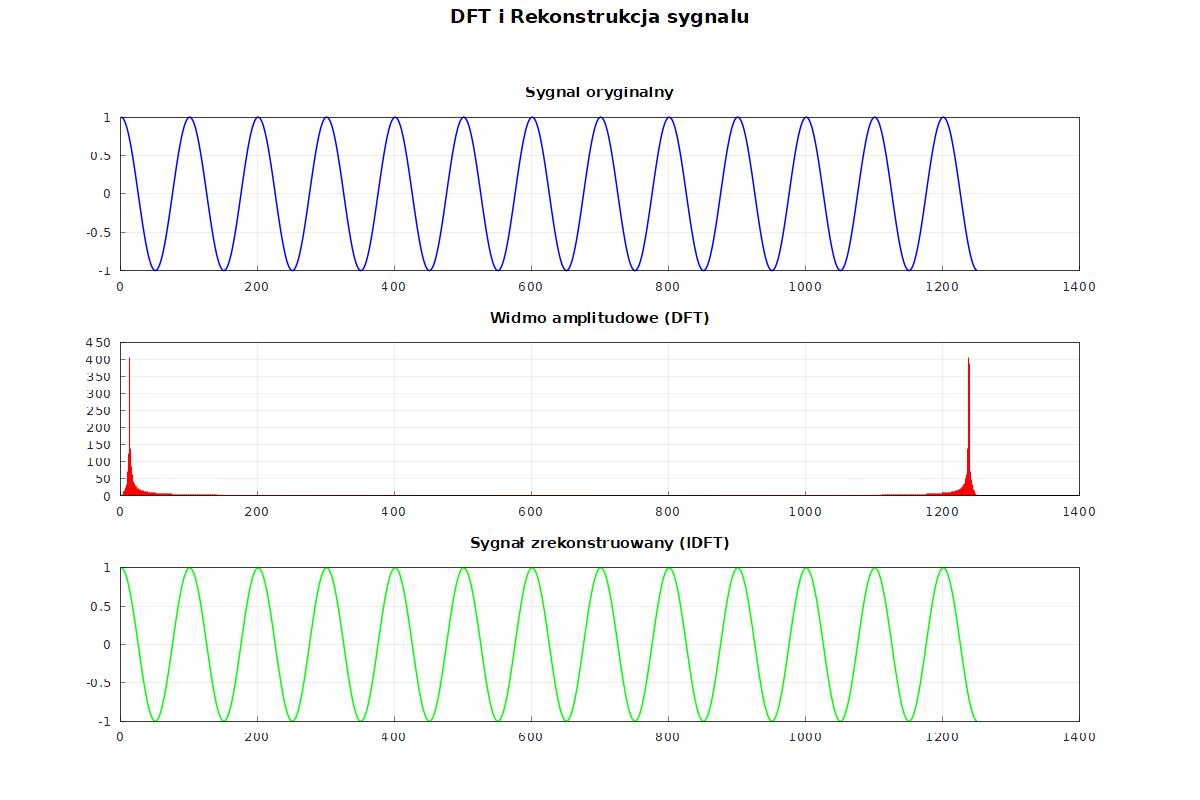 DFT i Rekonstrukcja sygnalu
Sygnal oryginalny
1
0.5
0
-0.5
-1
0 200 400 600 800 1000 1200 1400
Widmo amplitudowe (DFT)
450
400
350
300
250
200
150
100
50
0
0 200 400 600 800 1000 1200 1400
Sygnał zrekonstruowany (IDFT)
1
0.5
0
-0.5
-1
0 200 400 600 800 1000 1200 1400